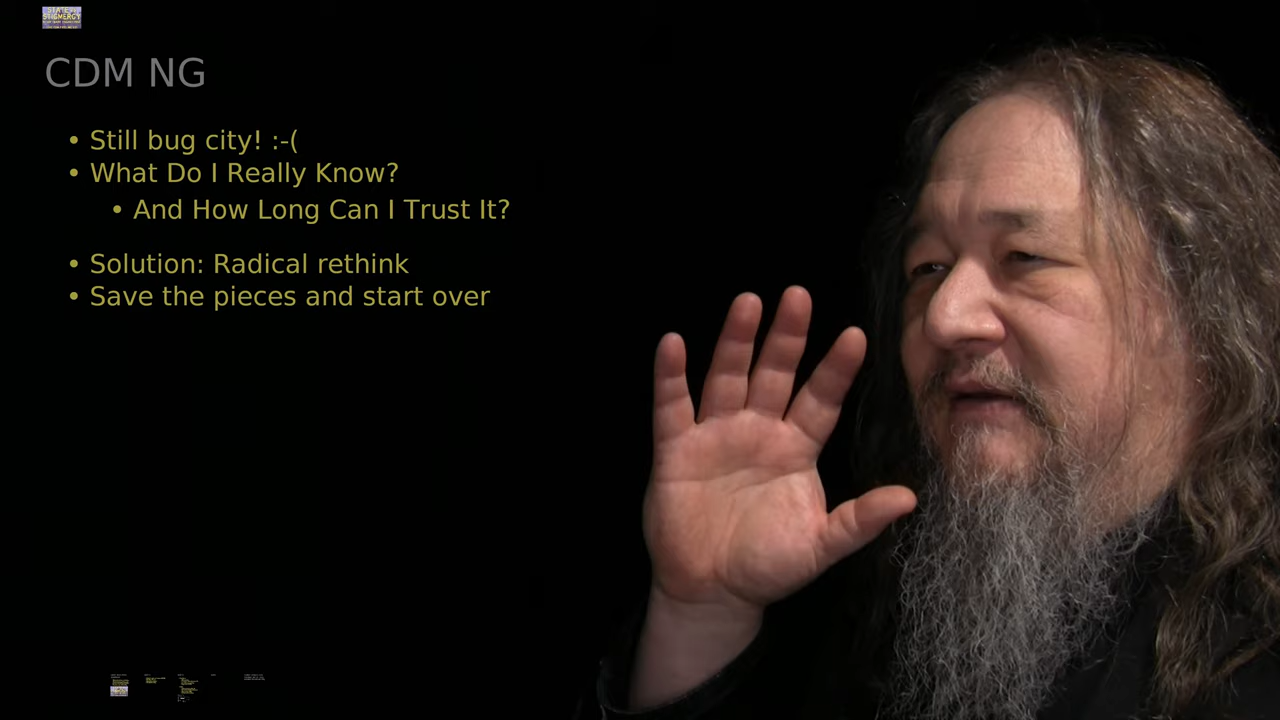 CDM NG
• Still bug city! :-(
• What Do I Really Know?
• And How Long Can I Trust It?
• Solution: Radical rethink
• Save the pieces and start over